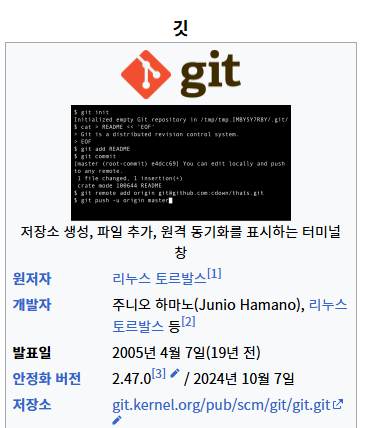 깃
git
$ git init
Initialized empty Git repository in /tmp/tmp.IMBYSY7R8Y/.git/
$ cat > README << 'EOF'
> Git is a distributed revision control system.
> EOF
$ git add README
$ git commit
[master (root-commit) e4dcc69] You can edit locally and push
to any remote.
1 file changed, 1 insertion(+)
crate mode 100644 README
$ git remote add origin git@github.com:cdown/thats.git
$ git push -u origin master
저장소 생성, 파일 추가, 원격 동기화를 표시하는 터미널
창
원저자 리누스 토르발스[1]
개발자 주니오 하마노(Junio Hamano), 리누스
토르발스 등[2]
발표일 2005년 4월 7일(19년 전)
안정화 버전 2.47.0[3] / 2024년 10월 7일
저장소 git.kernel.org/pub/scm/git/git.git